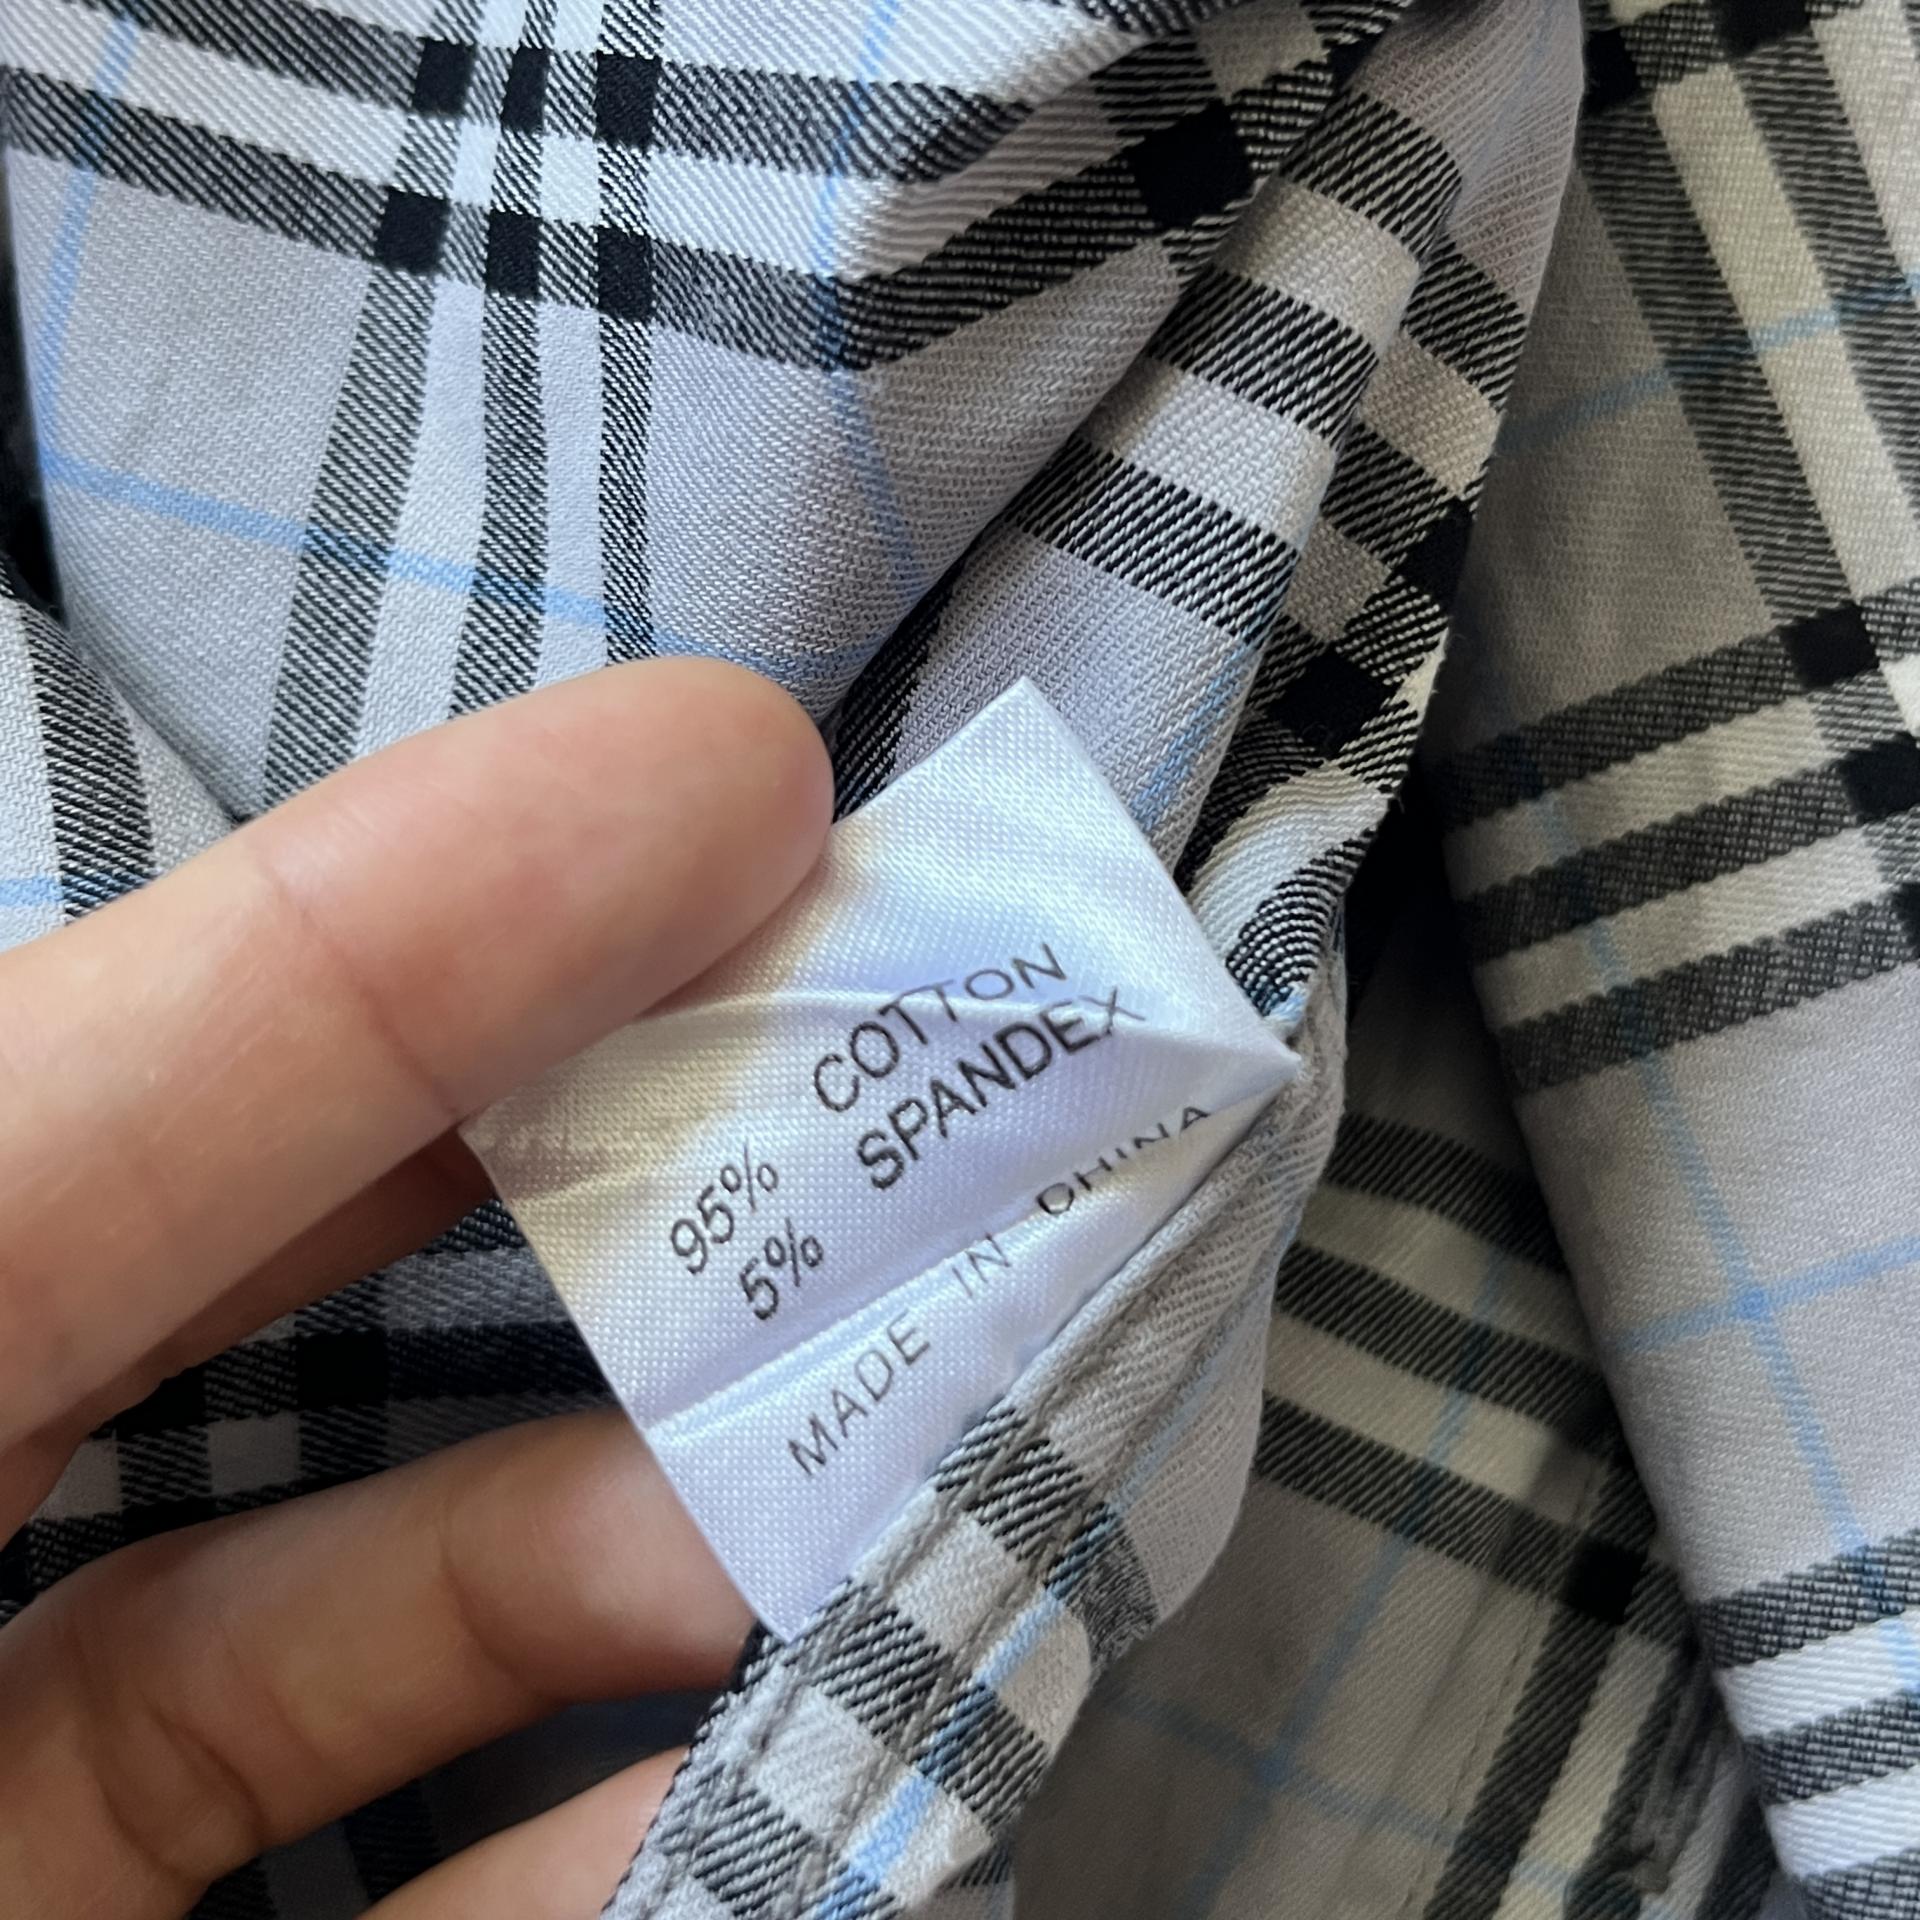 95% COTTON
5% SPANDEX
MADE IN CHINA